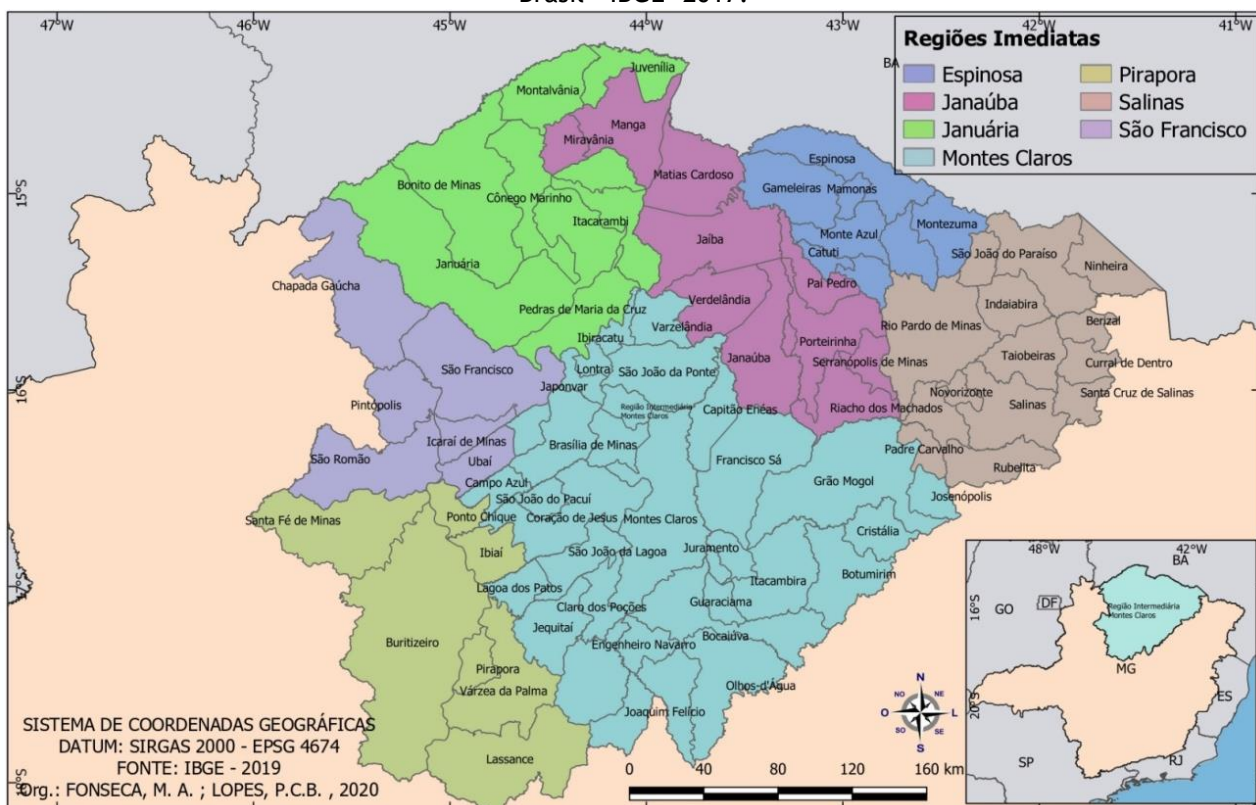 Brasil - IBGE -2017.
47°W
46°W
45°W
44°W
43°W
42°W
41°W
Regiões Imediatas
Espinosa
Janaúba
Januária
Montes Claros
Pirapora
Salinas
São Francisco
BA
15°S
16°S
17°S
Juvenília
Montalvânia
Manga
Miravânia
Matias Cardoso
Espinosa
Gameleiras
Mamonas
Bonito de Minas
Cônego Marinho
Itacarambi
Jaíba
Monte Azul
Montezuma
Catuti
São João do Paraíso
Ninheira
Januária
Chapada Gaúcha
Pai Pedro
Pedras de Maria da Cruz
Verdelândia
Indaiabira
Varzelândia
Rio Pardo de Minas
Berizal
Ibiracatu
Porteirinha
Janaúba
Serranópolis de Minas
Taiobeiras
Curral de Dentro
São Francisco
Lontra
São João da Ponte
Japonvar
Novorizonte
Santa Cruz de Salinas
Pintópolis
Região Intermediária
Montes Claros
Capitão Enéas
Riacho dos Machados
Salinas
Icaraí de Minas
Brasília de Minas
Padre Carvalho
São Romão
Ubaí
Francisco Sá
Rubelita
Campo Azul
Grão Mogol
Josenópolis
São João do Pacuí
Santa Fé de Minas
Ponto Chique
Coração de Jesus
Montes Claros
Cristália
Ibiaí
São João da Lagoa
Juramento
Botumirim
Itacambira
Lagoa dos Patos
Claro dos Poções
Guaraciama
Jequitaí
Buritizeiro
Engenheiro Navarro
Bocaiúva
Pirapora
Várzea da Palma
Olhos-d'Água
Joaquim Felício
Lassance
SISTEMA DE COORDENADAS GEOGRÁFICAS
DATUM: SIRGAS 2000 - EPSG 4674
FONTE: IBGE - 2019
Org.: FONSECA, M. A. ; LOPES, P.C.B. , 2020
N
NO
NE
O
L
SO
SE
S
0 40 80 120 160 km
48°W
42°W
BA
16°S
GO
DF
Região Intermediária
Montes Claros
MG
ES
20°S
SP
RJ